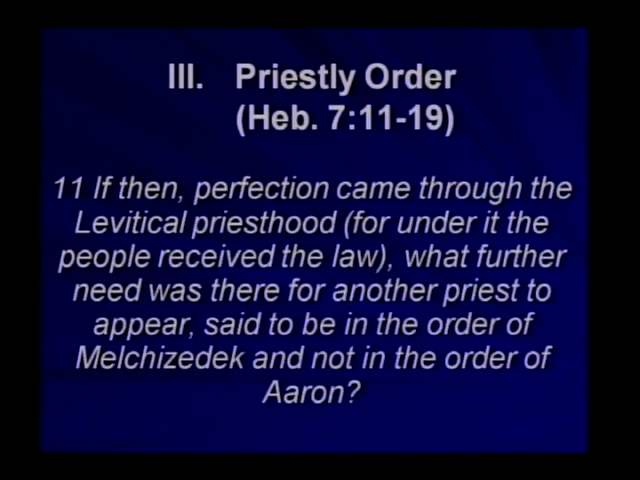 III. Priestly Order
(Heb. 7:11-19)
11 If then, perfection came through the
Levitical priesthood (for under it the
people received the law), what further
need was there for another priest to
appear, said to be in the order of
Melchizedek and not in the order of
Aaron?